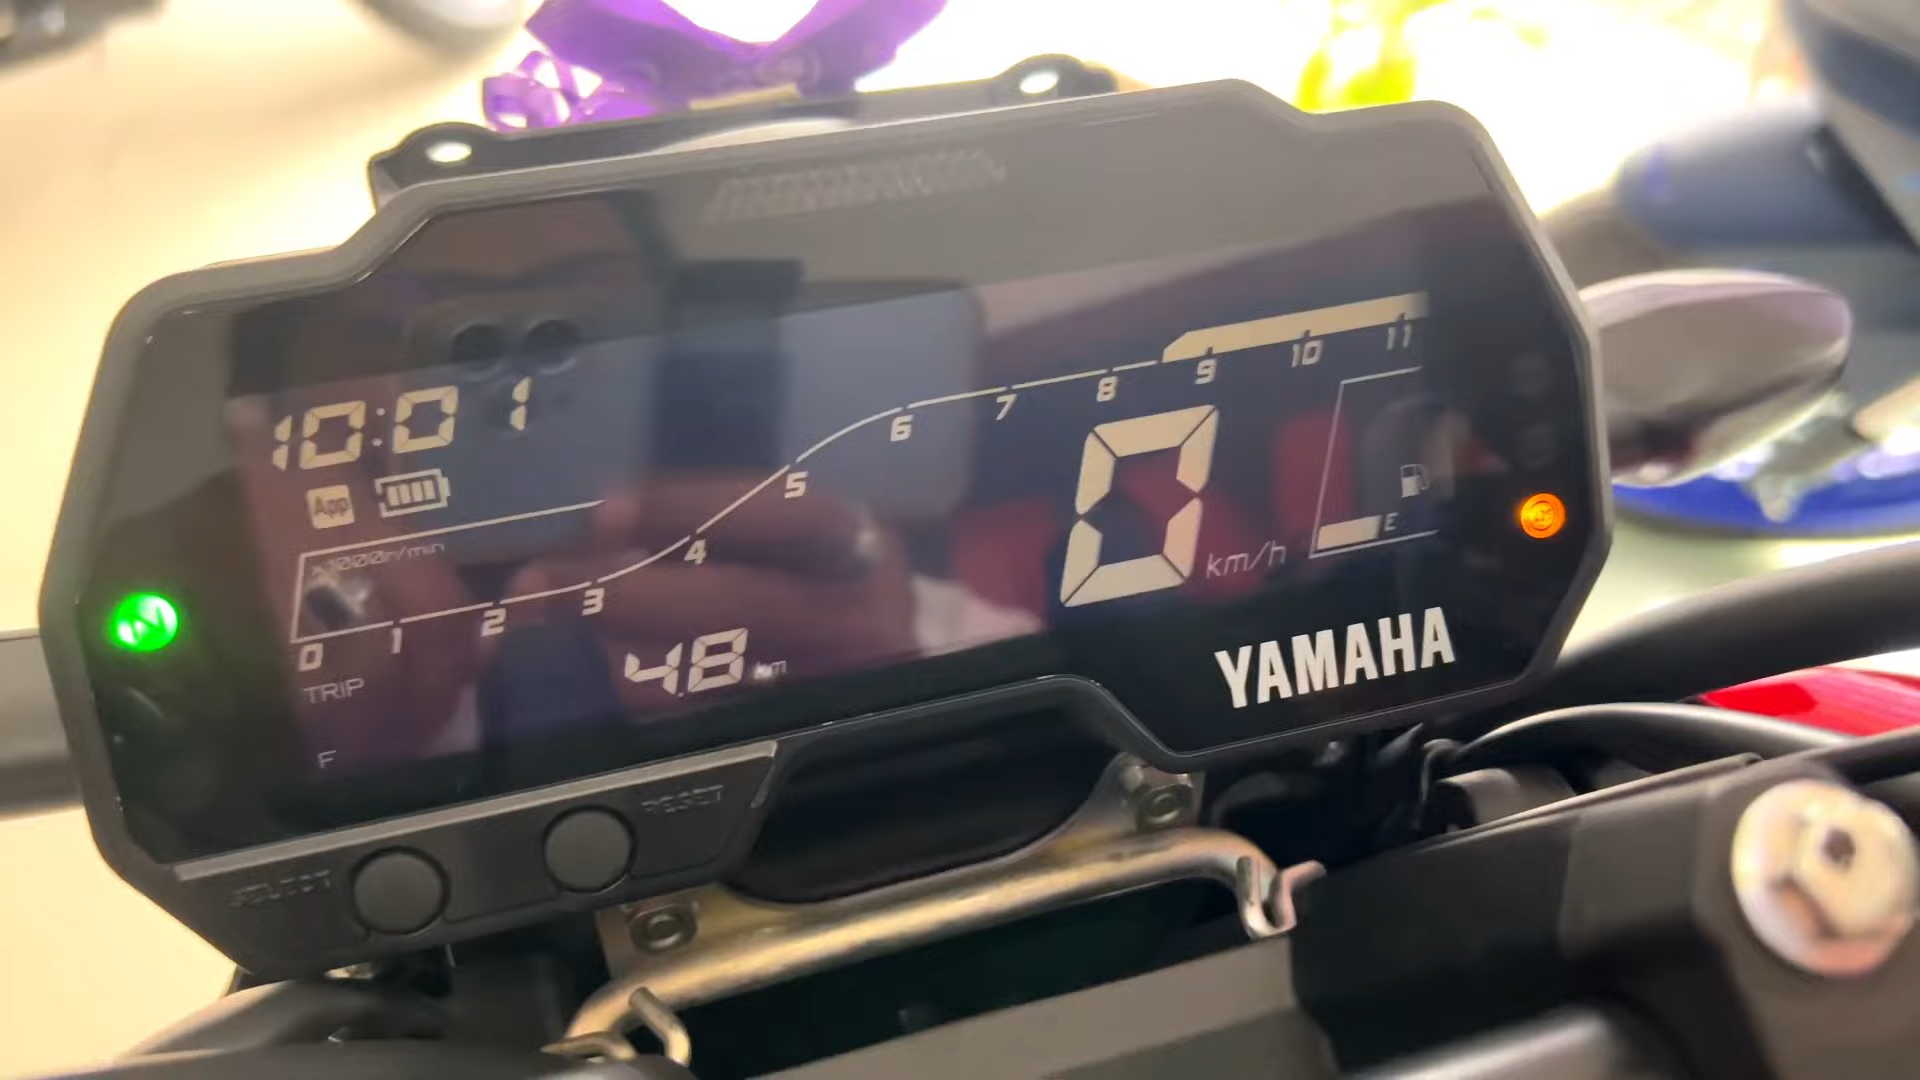 10:01
App
x1000r/min
0 1 2 3 4 5 6 7 8 9 10 11
0 km/h
E
TRIP 4.8 km
F
YAMAHA
N
SELECT
RESET
ABS